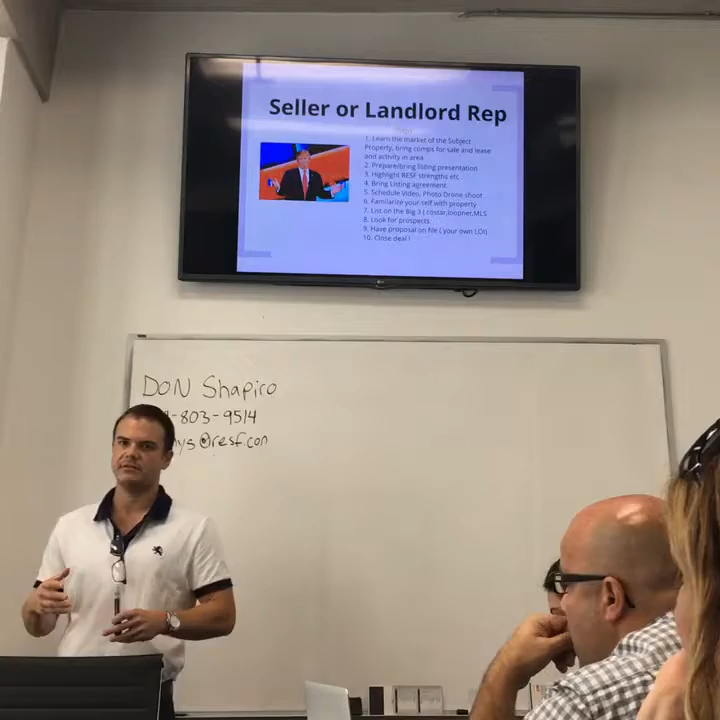 Seller or Landlord Rep
1. Learn the market of the Subject
Property, bring comps for sale and lease
and activity in area
2. Prepare/bring listing presentation
3. Highlight RESF strengths etc
4. Bring Listing agreement
5. Schedule Video, Photo Drone shoot
6. Familarize your self with property
7. List on the Big 3 ( costar,loopner,MLS
8. Look for prospects
9. Have proposal on file ( your own LOI)
10. Close deal !
DON Shapiro
-803-9514
ys@resf.com
LG